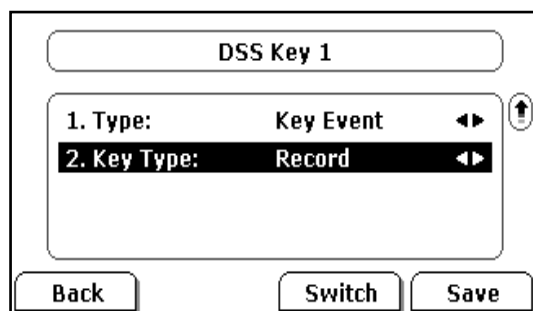 DSS Key 1
1. Type: Key Event
2. Key Type: Record
Back Switch Save